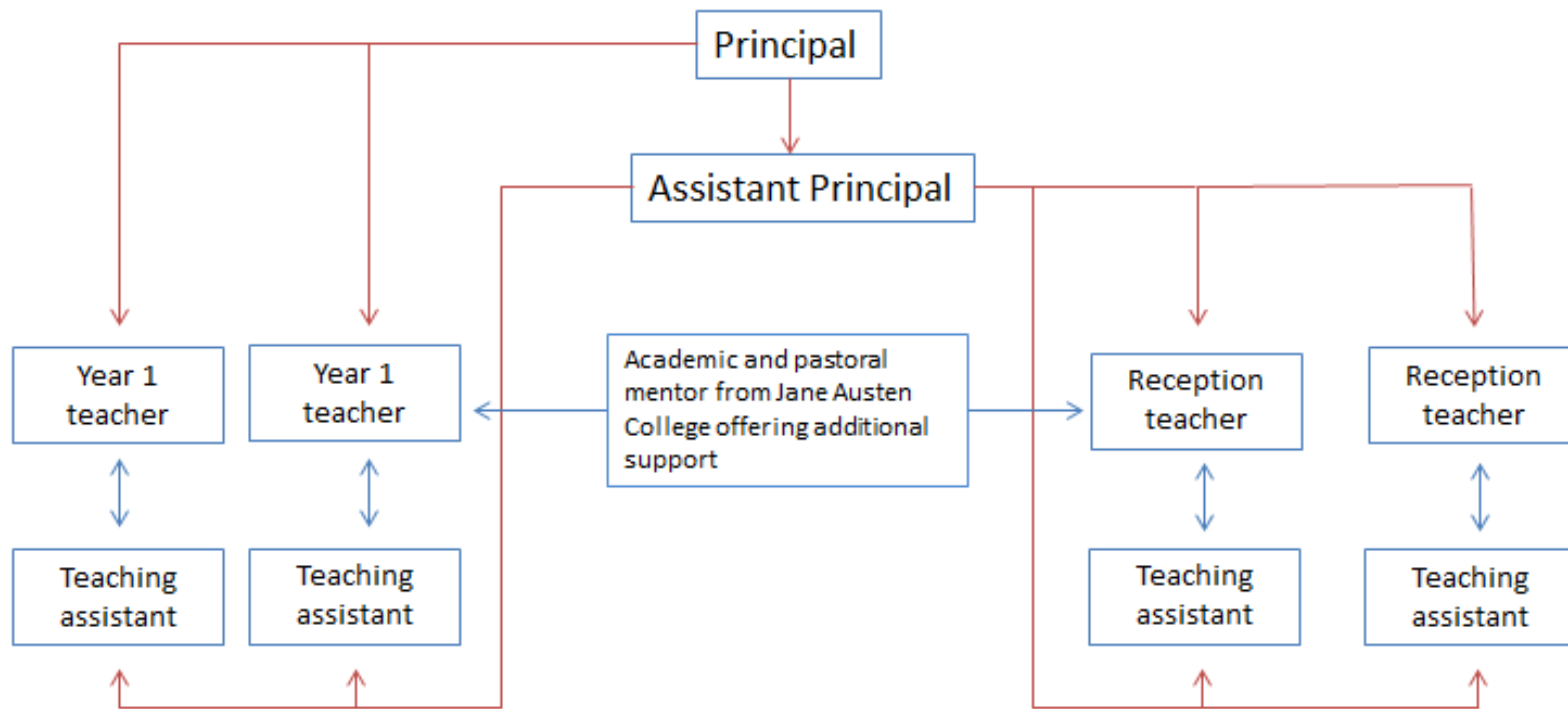 Principal
Assistant Principal
Year 1
teacher
Year 1
teacher
Academic and pastoral
mentor from Jane Austen
College offering additional
support
Reception
teacher
Reception
teacher
Teaching
assistant
Teaching
assistant
Teaching
assistant
Teaching
assistant